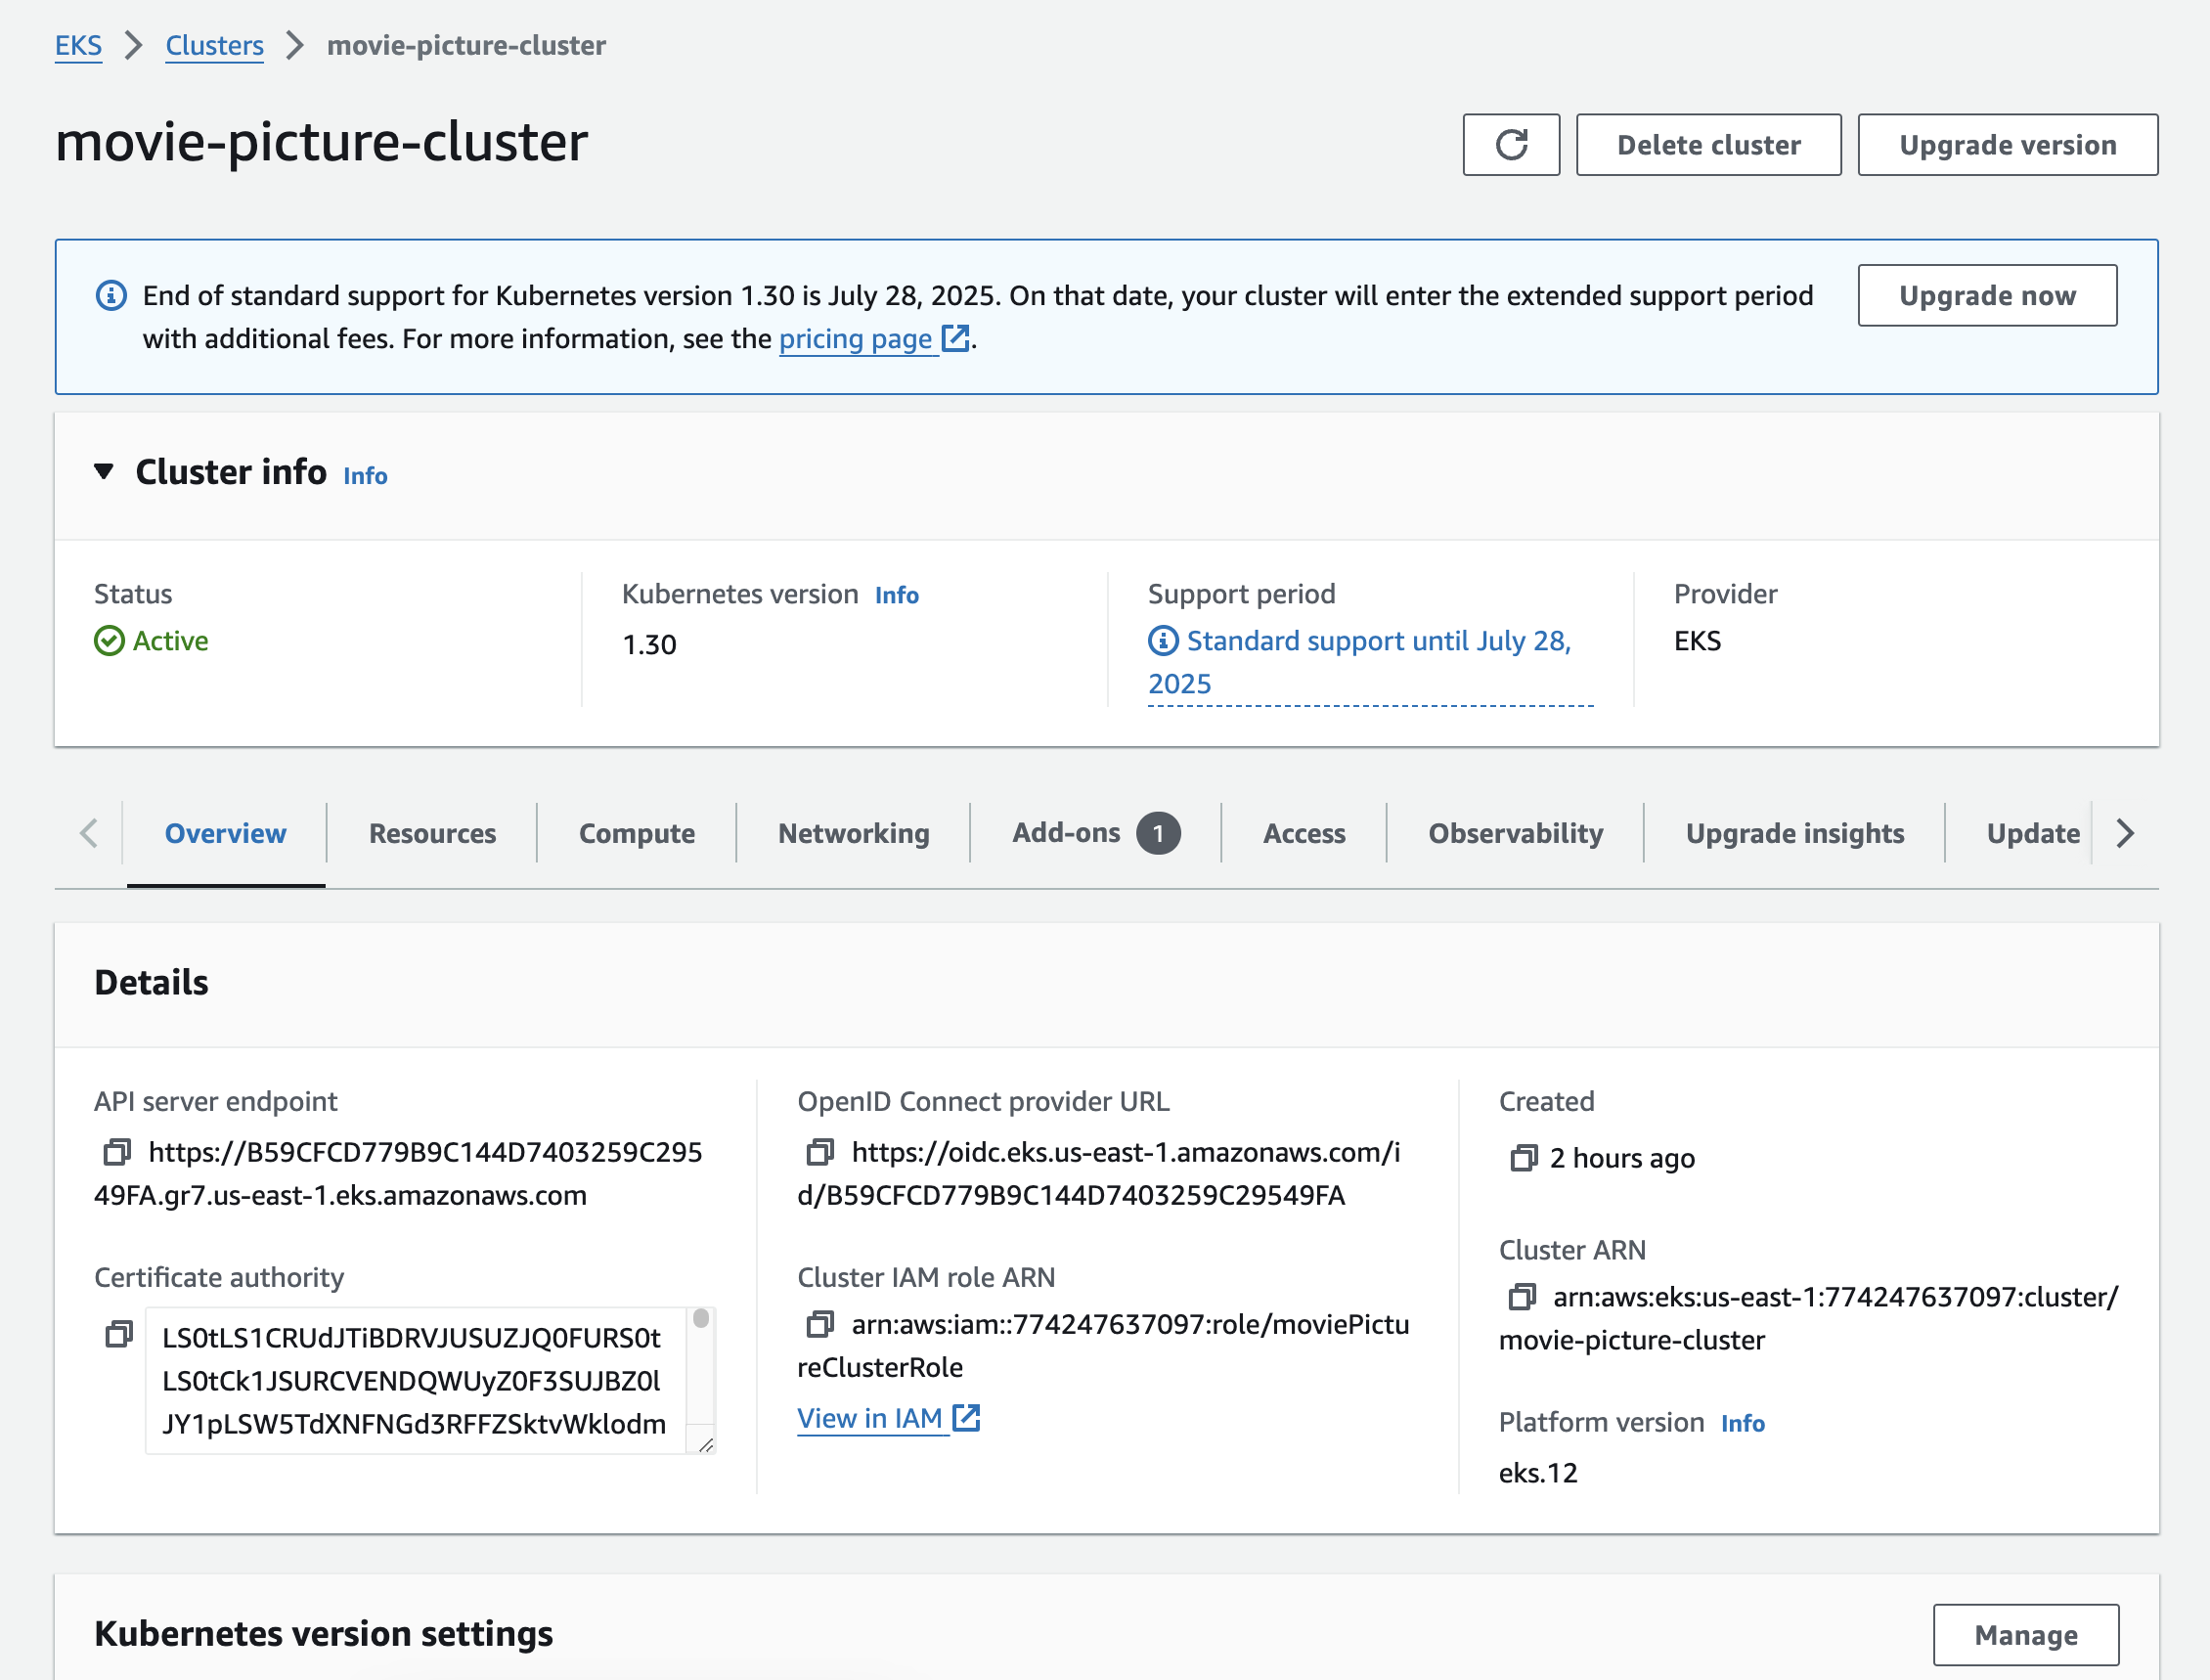 EKS > Clusters > movie-picture-cluster
movie-picture-cluster
Delete cluster
Upgrade version
End of standard support for Kubernetes version 1.30 is July 28, 2025. On that date, your cluster will enter the extended support period
with additional fees. For more information, see the pricing page.
Upgrade now
Cluster info Info
Status
Active
Kubernetes version Info
1.30
Support period
Standard support until July 28,
2025
Provider
EKS
Overview
Resources
Compute
Networking
Add-ons 1
Access
Observability
Upgrade insights
Update
Details
API server endpoint
https://B59CFCD779B9C144D7403259C295
49FA.gr7.us-east-1.eks.amazonaws.com
Certificate authority
LS0tLS1CRUdJTiBDRVJUSUZJQ0FURS0t
LS0tCk1JSURCVENDQWUyZ0F3SUJBZ0l
JY1pLSW5TdXNFNGd3RFFZSktvWklodm
OpenID Connect provider URL
https://oidc.eks.us-east-1.amazonaws.com/i
d/B59CFCD779B9C144D7403259C29549FA
Cluster IAM role ARN
arn:aws:iam::774247637097:role/moviePictu
reClusterRole
View in IAM
Created
2 hours ago
Cluster ARN
arn:aws:eks:us-east-1:774247637097:cluster/
movie-picture-cluster
Platform version Info
eks.12
Kubernetes version settings
Manage